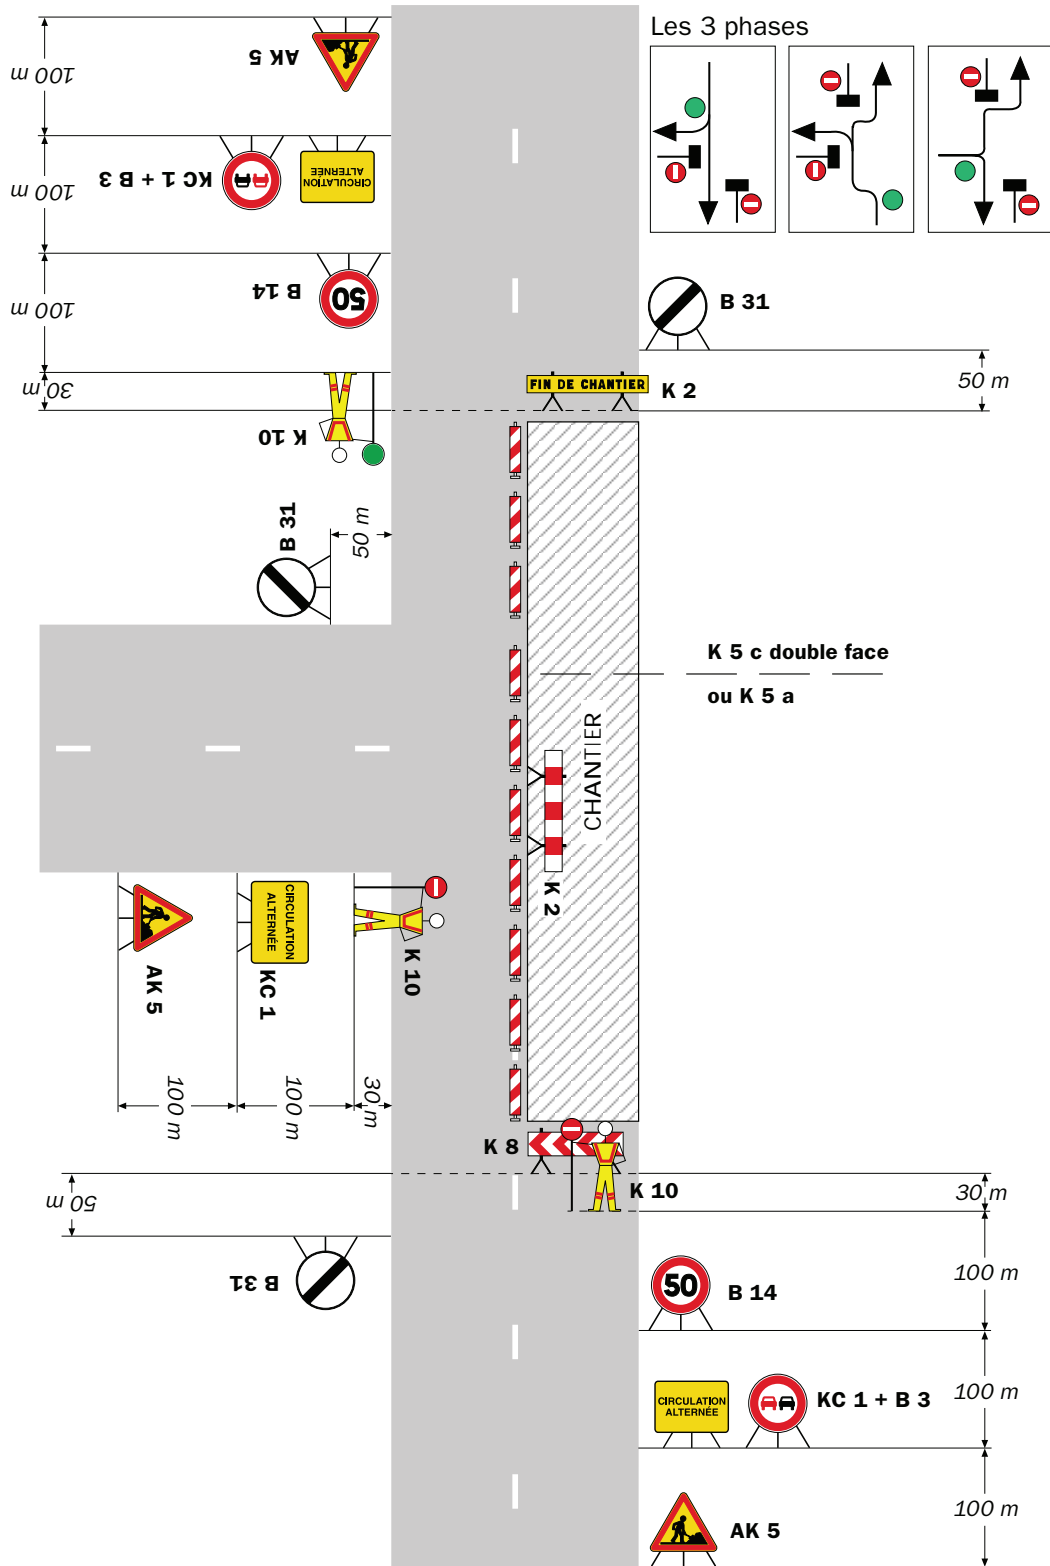 Les 3 phases
100 m
AK 5
100 m
KC 1 + B 3
CIRCULATION
ALTERNÉE
100 m
B 14
50
B 31
30 m
K 10
FIN DE CHANTIER
K 2
50 m
B 31
50 m
K 5 c double face
ou K 5 a
CHANTIER
K 2
AK 5
CIRCULATION
ALTERNÉE
KC 1
K 10
100 m
100 m
30 m
K 8
K 10
30 m
50 m
B 31
50
B 14
100 m
CIRCULATION
ALTERNÉE
KC 1 + B 3
100 m
AK 5
100 m